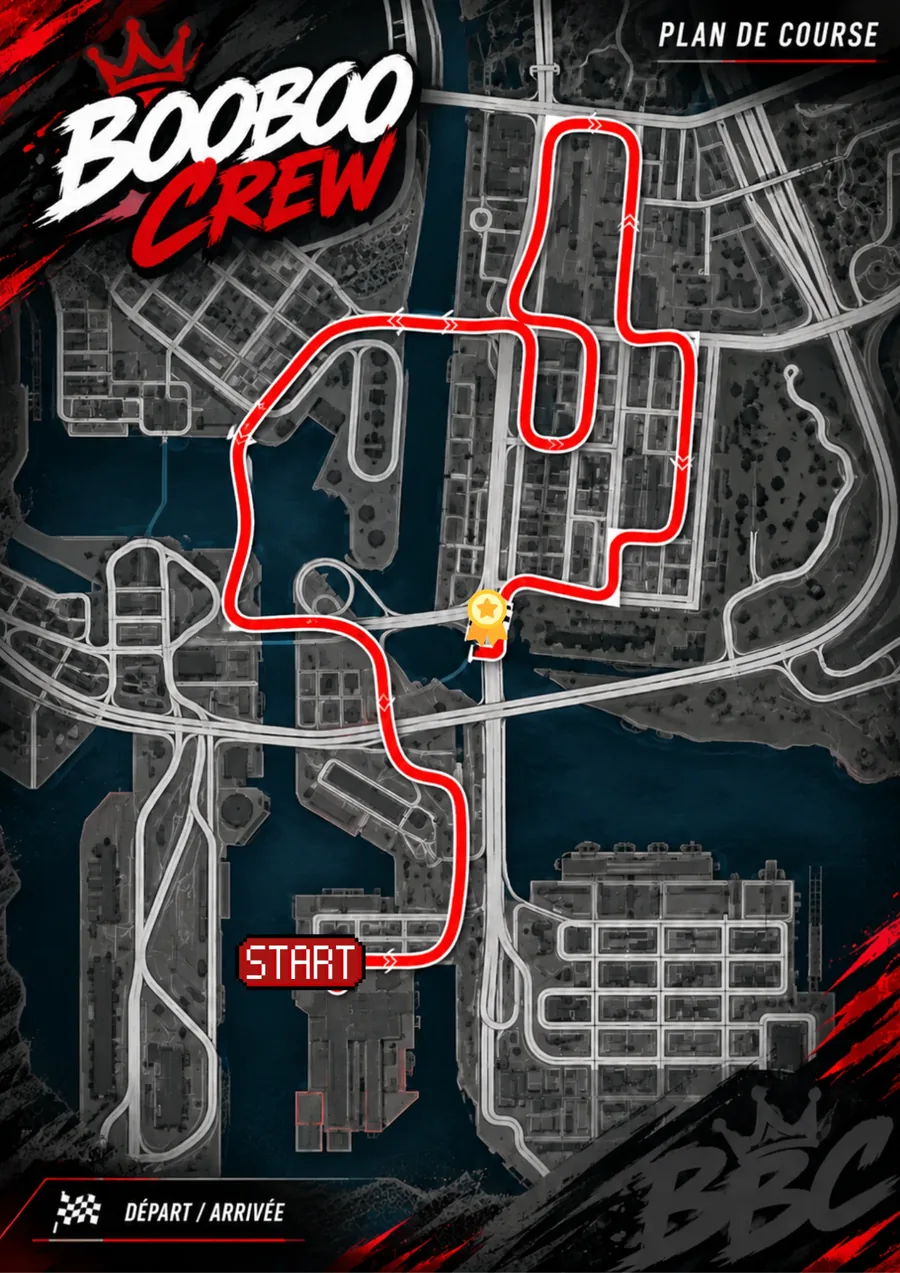 PLAN DE COURSE
BOOBOO
CREW
START
BBC
DÉPART / ARRIVÉE